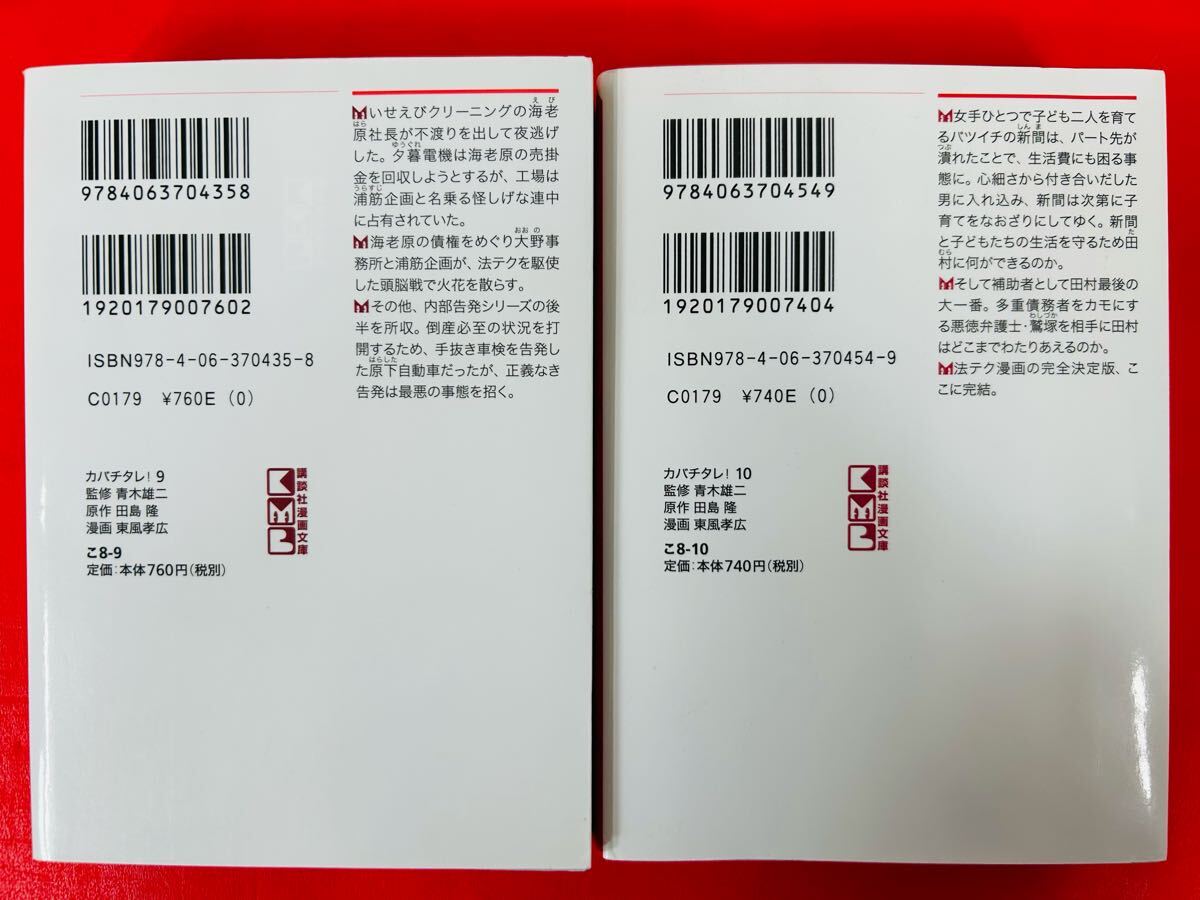 9784063704358
1920179007602
ISBN978-4-06-370435-8
C0179 ¥760E (0)
いせえびクリーニングの海老
原社長が不渡りを出して夜逃げ
した。夕暮電機は海老原の売掛
金を回収しようとするが、工場は
浦筋企画と名乗る怪しげな連中
に占有されていた。
海老原の債権をめぐり大野事
務所と浦筋企画が、法テクを駆使
した頭脳戦で火花を散らす。
その他、内部告発シリーズの後
半を所収。倒産必至の状況を打
開するため、手抜き車検を告発し
た原下自動車だったが、正義なき
告発は最悪の事態を招く。
カバチタレ! 9
監修 青木雄二
原作 田島 隆
漫画 東風孝広
こ8-9
定価:本体760円(税別)
KMB
講談社漫画文庫
9784063704549
1920179007404
ISBN978-4-06-370454-9
C0179 ¥740E (0)
女手ひとつで子ども二人を育て
るバツイチの新間は、パート先が
潰れたことで、生活費にも困る事
態に。心細さから付き合いだした
男に入れ込み、新間は次第に子
育てをなおざりにしてゆく。新間
と子どもたちの生活を守るため田
村に何ができるのか。
そして補助者として田村最後の
大一番。多重債務者をカモにす
る悪徳弁護士・鷲塚を相手に田村
はどこまでわたりあえるのか。
法テク漫画の完全決定版、こ
こに完結。
カバチタレ! 10
監修 青木雄二
原作 田島 隆
漫画 東風孝広
こ8-10
定価:本体740円(税別)
KMB
講談社漫画文庫